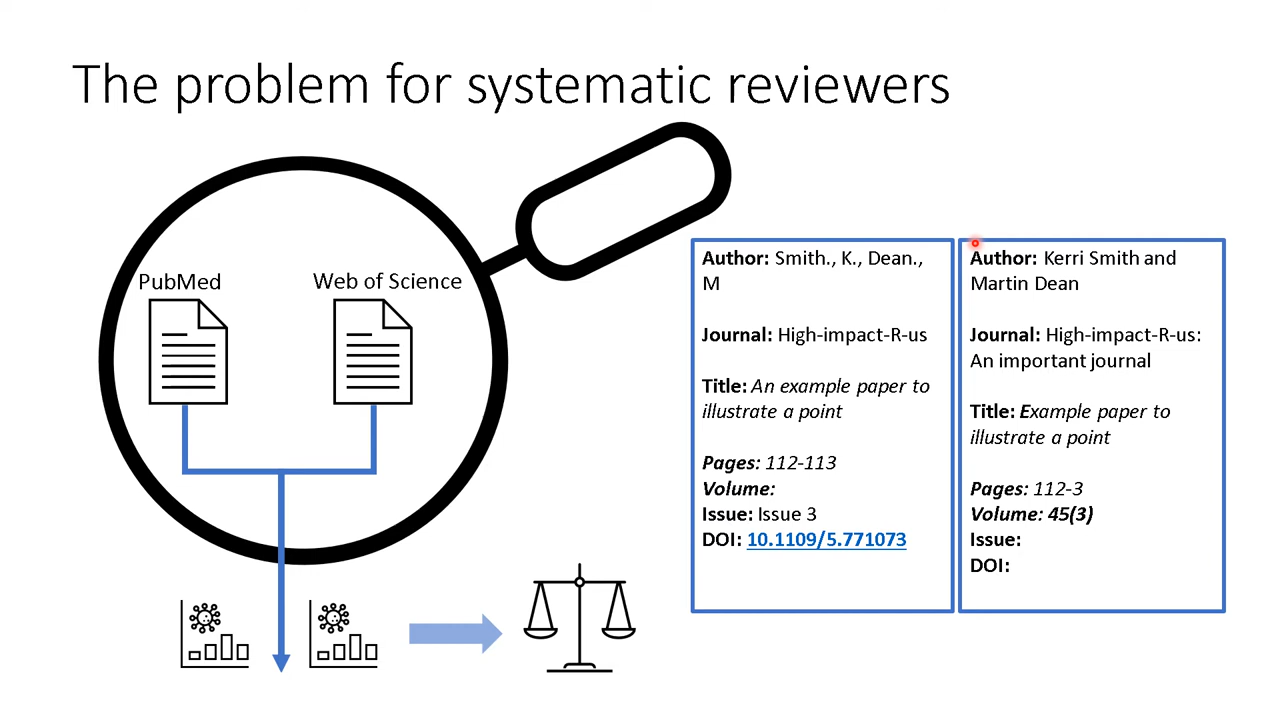 The problem for systematic reviewers
PubMed
Web of Science
Author: Smith., K., Dean.,
M
Journal: High-impact-R-us
Title: An example paper to
illustrate a point
Pages: 112-113
Volume:
Issue: Issue 3
DOI: 10.1109/5.771073
Author: Kerri Smith and
Martin Dean
Journal: High-impact-R-us:
An important journal
Title: Example paper to
illustrate a point
Pages: 112-3
Volume: 45(3)
Issue:
DOI: